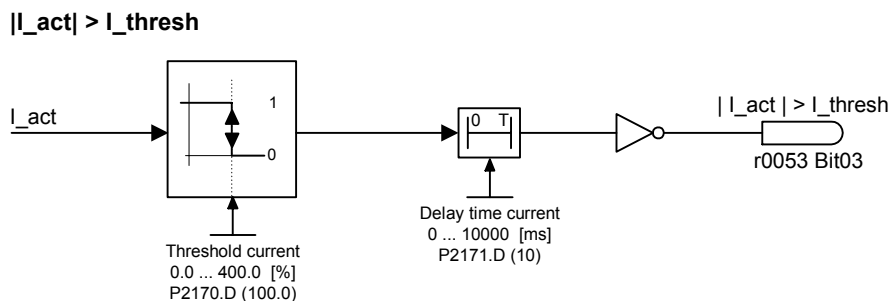 |I_act| > I_thresh
I_act
1
0
0 T
| I_act | > I_thresh
r0053 Bit03
Threshold current
0.0 ... 400.0 [%]
P2170.D (100.0)
Delay time current
0 ... 10000 [ms]
P2171.D (10)